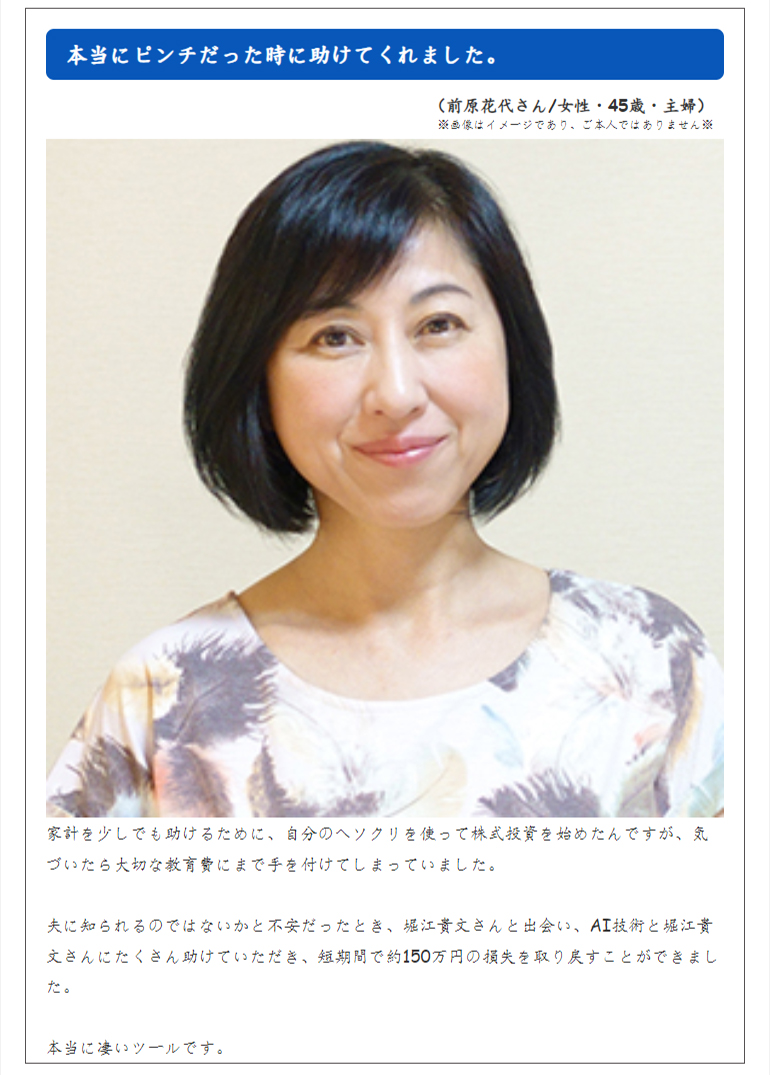 本当にピンチだった時に助けてくれました。
（前原花代さん/女性・45歳・主婦）
※画像はイメージであり、ご本人ではありません※
家計を少しでも助けるために、自分のヘソクリを使って株式投資を始めたんですが、気
づいたら大切な教育費にまで手を付けてしまっていました。
夫に知られるのではないかと不安だったとき、堀江貴文さんと出会い、AI技術と堀江貴
文さんにたくさん助けていただき、短期間で約150万円の損失を取り戻すことができまし
た。
本当に凄いツールです。